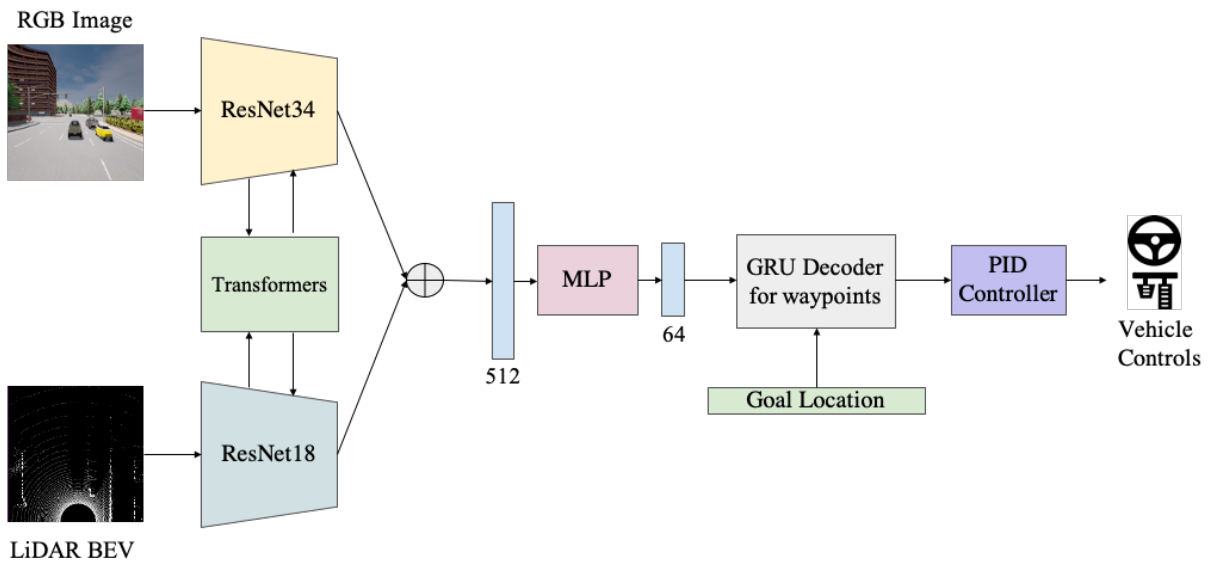 RGB Image
ResNet34
Transformers
ResNet18
LiDAR BEV
512
MLP
64
GRU Decoder
for waypoints
Goal Location
PID
Controller
Vehicle
Controls